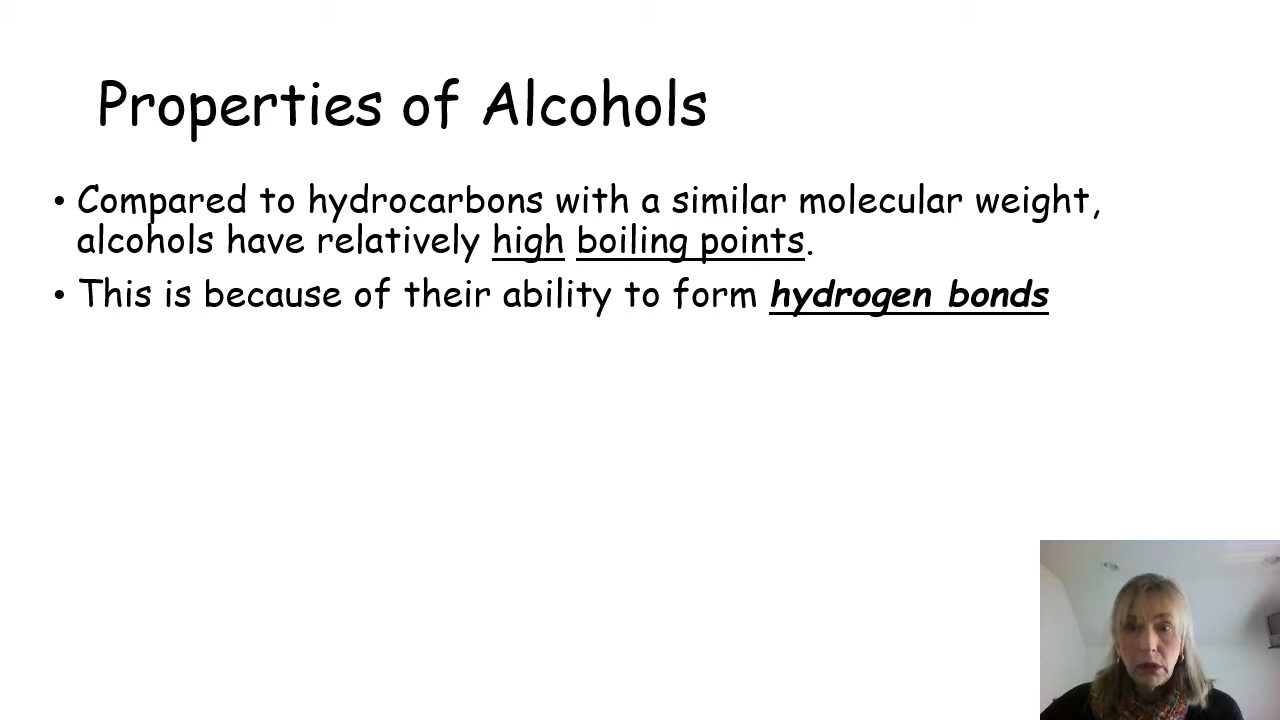 Properties of Alcohols
• Compared to hydrocarbons with a similar molecular weight,
alcohols have relatively high boiling points.
• This is because of their ability to form hydrogen bonds